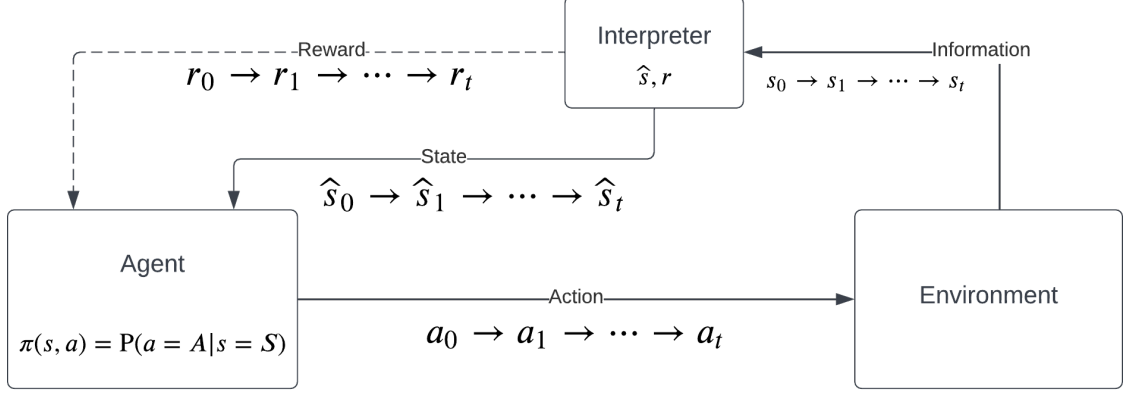 Interpreter
ŝ, r
Reward
r₀ → r₁ → ⋯ → rₜ
Information
s₀ → s₁ → ⋯ → sₜ
State
ŝ₀ → ŝ₁ → ⋯ → ŝₜ
Agent
π(s, a) = P(a = A|s = S)
Action
a₀ → a₁ → ⋯ → aₜ
Environment